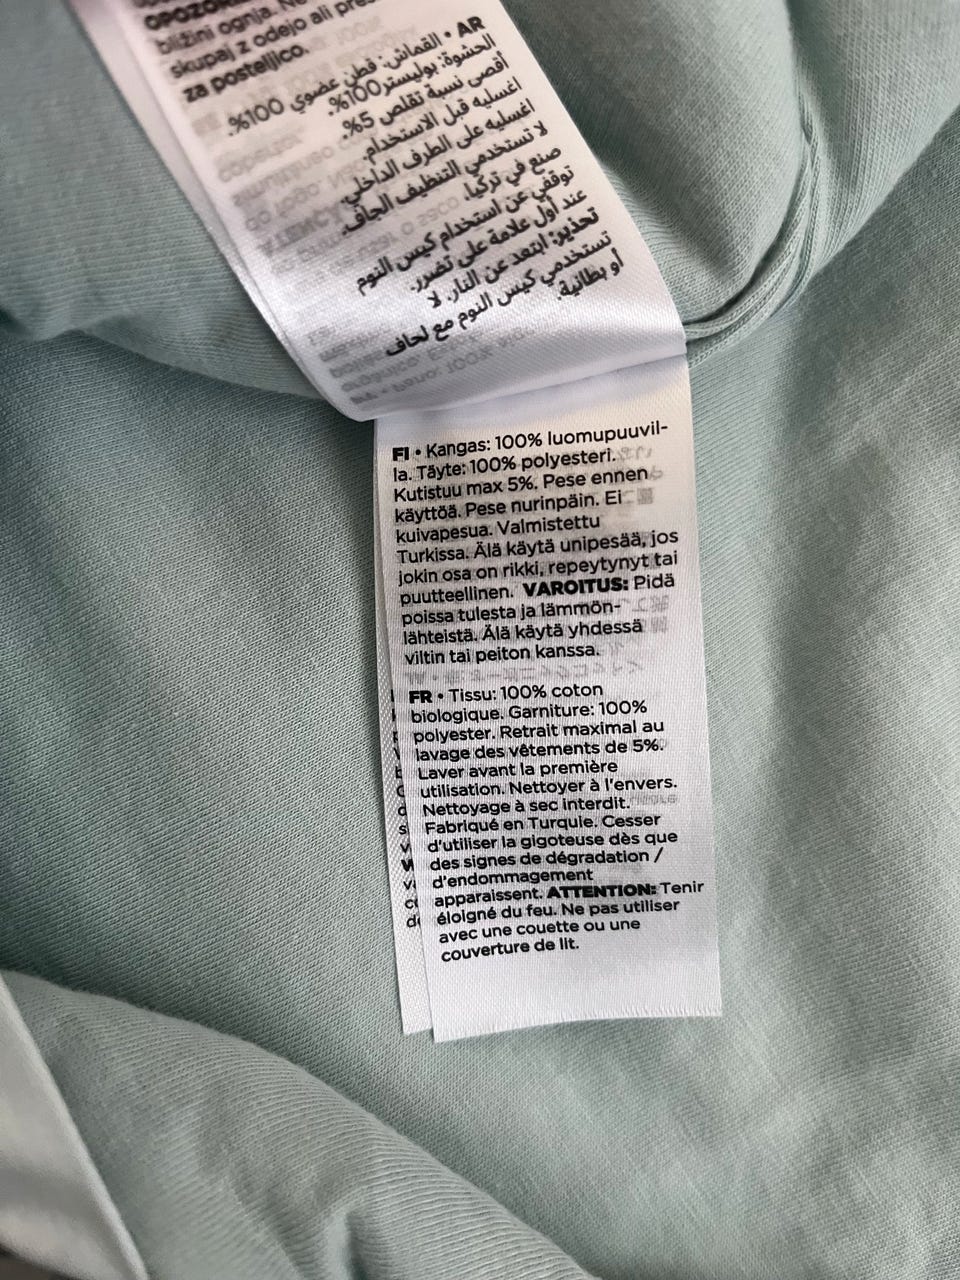 OPOZOR
bližini ognja. Ne
skupaj z odejo ali
za posteljico.
AR • القماش: قطن عضوي 100%.
الحشوة: بوليستر 100%.
أقصى نسبة تقلص 5%.
اغسليه قبل الاستخدام.
اغسليه على الطرف الداخلي.
لا تستخدمي التنظيف الجاف.
صنع في تركيا.
توقفي عن استخدام كيس النوم
عند أول علامة على تضرر.
تحذير: ابتعد عن النار. لا
تستخدمي كيس النوم مع لحاف
أو بطانية.
FI • Kangas: 100% luomupuuvil-
la. Täyte: 100% polyesteri.
Kutistuu max 5%. Pese ennen
käyttöä. Pese nurinpäin. Ei
kuivapesua. Valmistettu
Turkissa. Älä käytä unipesää, jos
jokin osa on rikki, repeytynyt tai
puutteellinen. VAROITUS: Pidä
poissa tulesta ja lämmön-
lähteistä. Älä käytä yhdessä
viltin tai peiton kanssa.
FR • Tissu: 100% coton
biologique. Garniture: 100%
polyester. Retrait maximal au
lavage des vêtements de 5%.
Laver avant la première
utilisation. Nettoyer à l'envers.
Nettoyage à sec interdit.
Fabriqué en Turquie. Cesser
d'utiliser la gigoteuse dès que
des signes de dégradation /
d'endommagement
apparaissent. ATTENTION: Tenir
éloigné du feu. Ne pas utiliser
avec une couette ou une
couverture de lit.